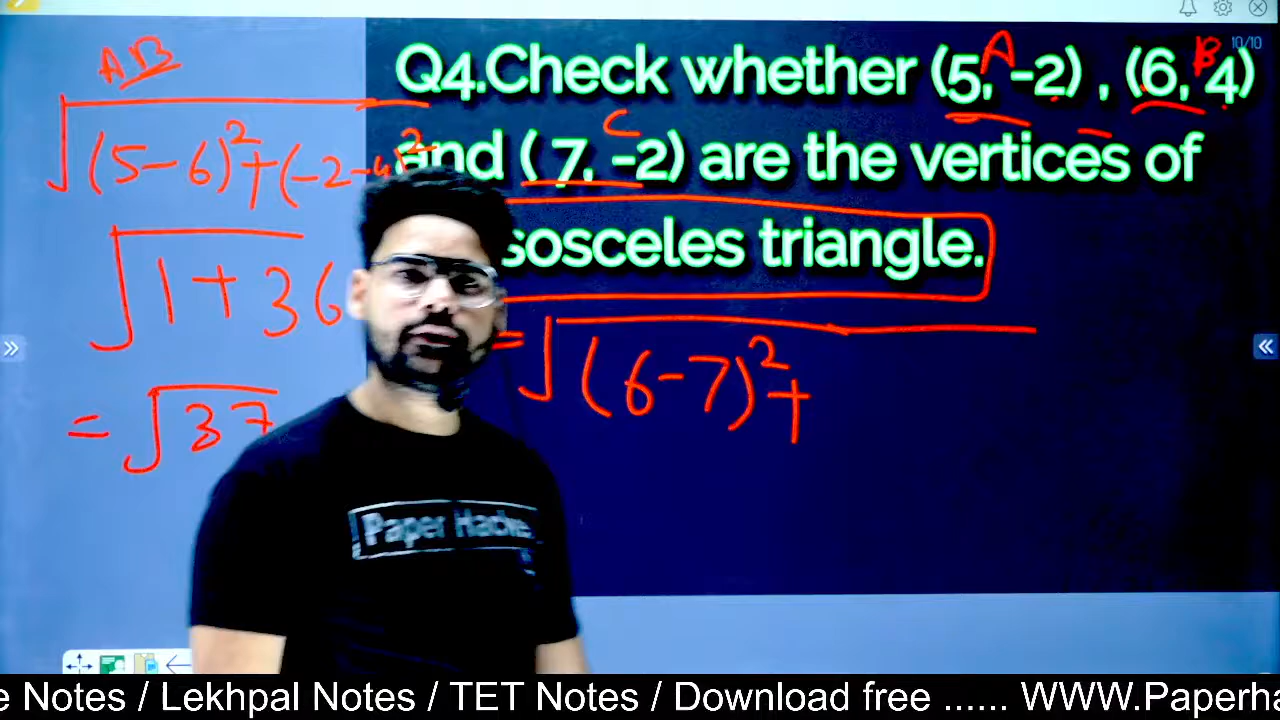 10/10
Q4.Check whether (5, -2) , (6, 4)
A B
and ( 7, -2) are the vertices of
C
sosceles triangle.
AB
√(5-6)²+(-2-4)²
√1+36
= √37
= √(6-7)²+
Paper Hacke
e Notes / Lekhpal Notes / TET Notes / Download free ...... WWW.Paperha